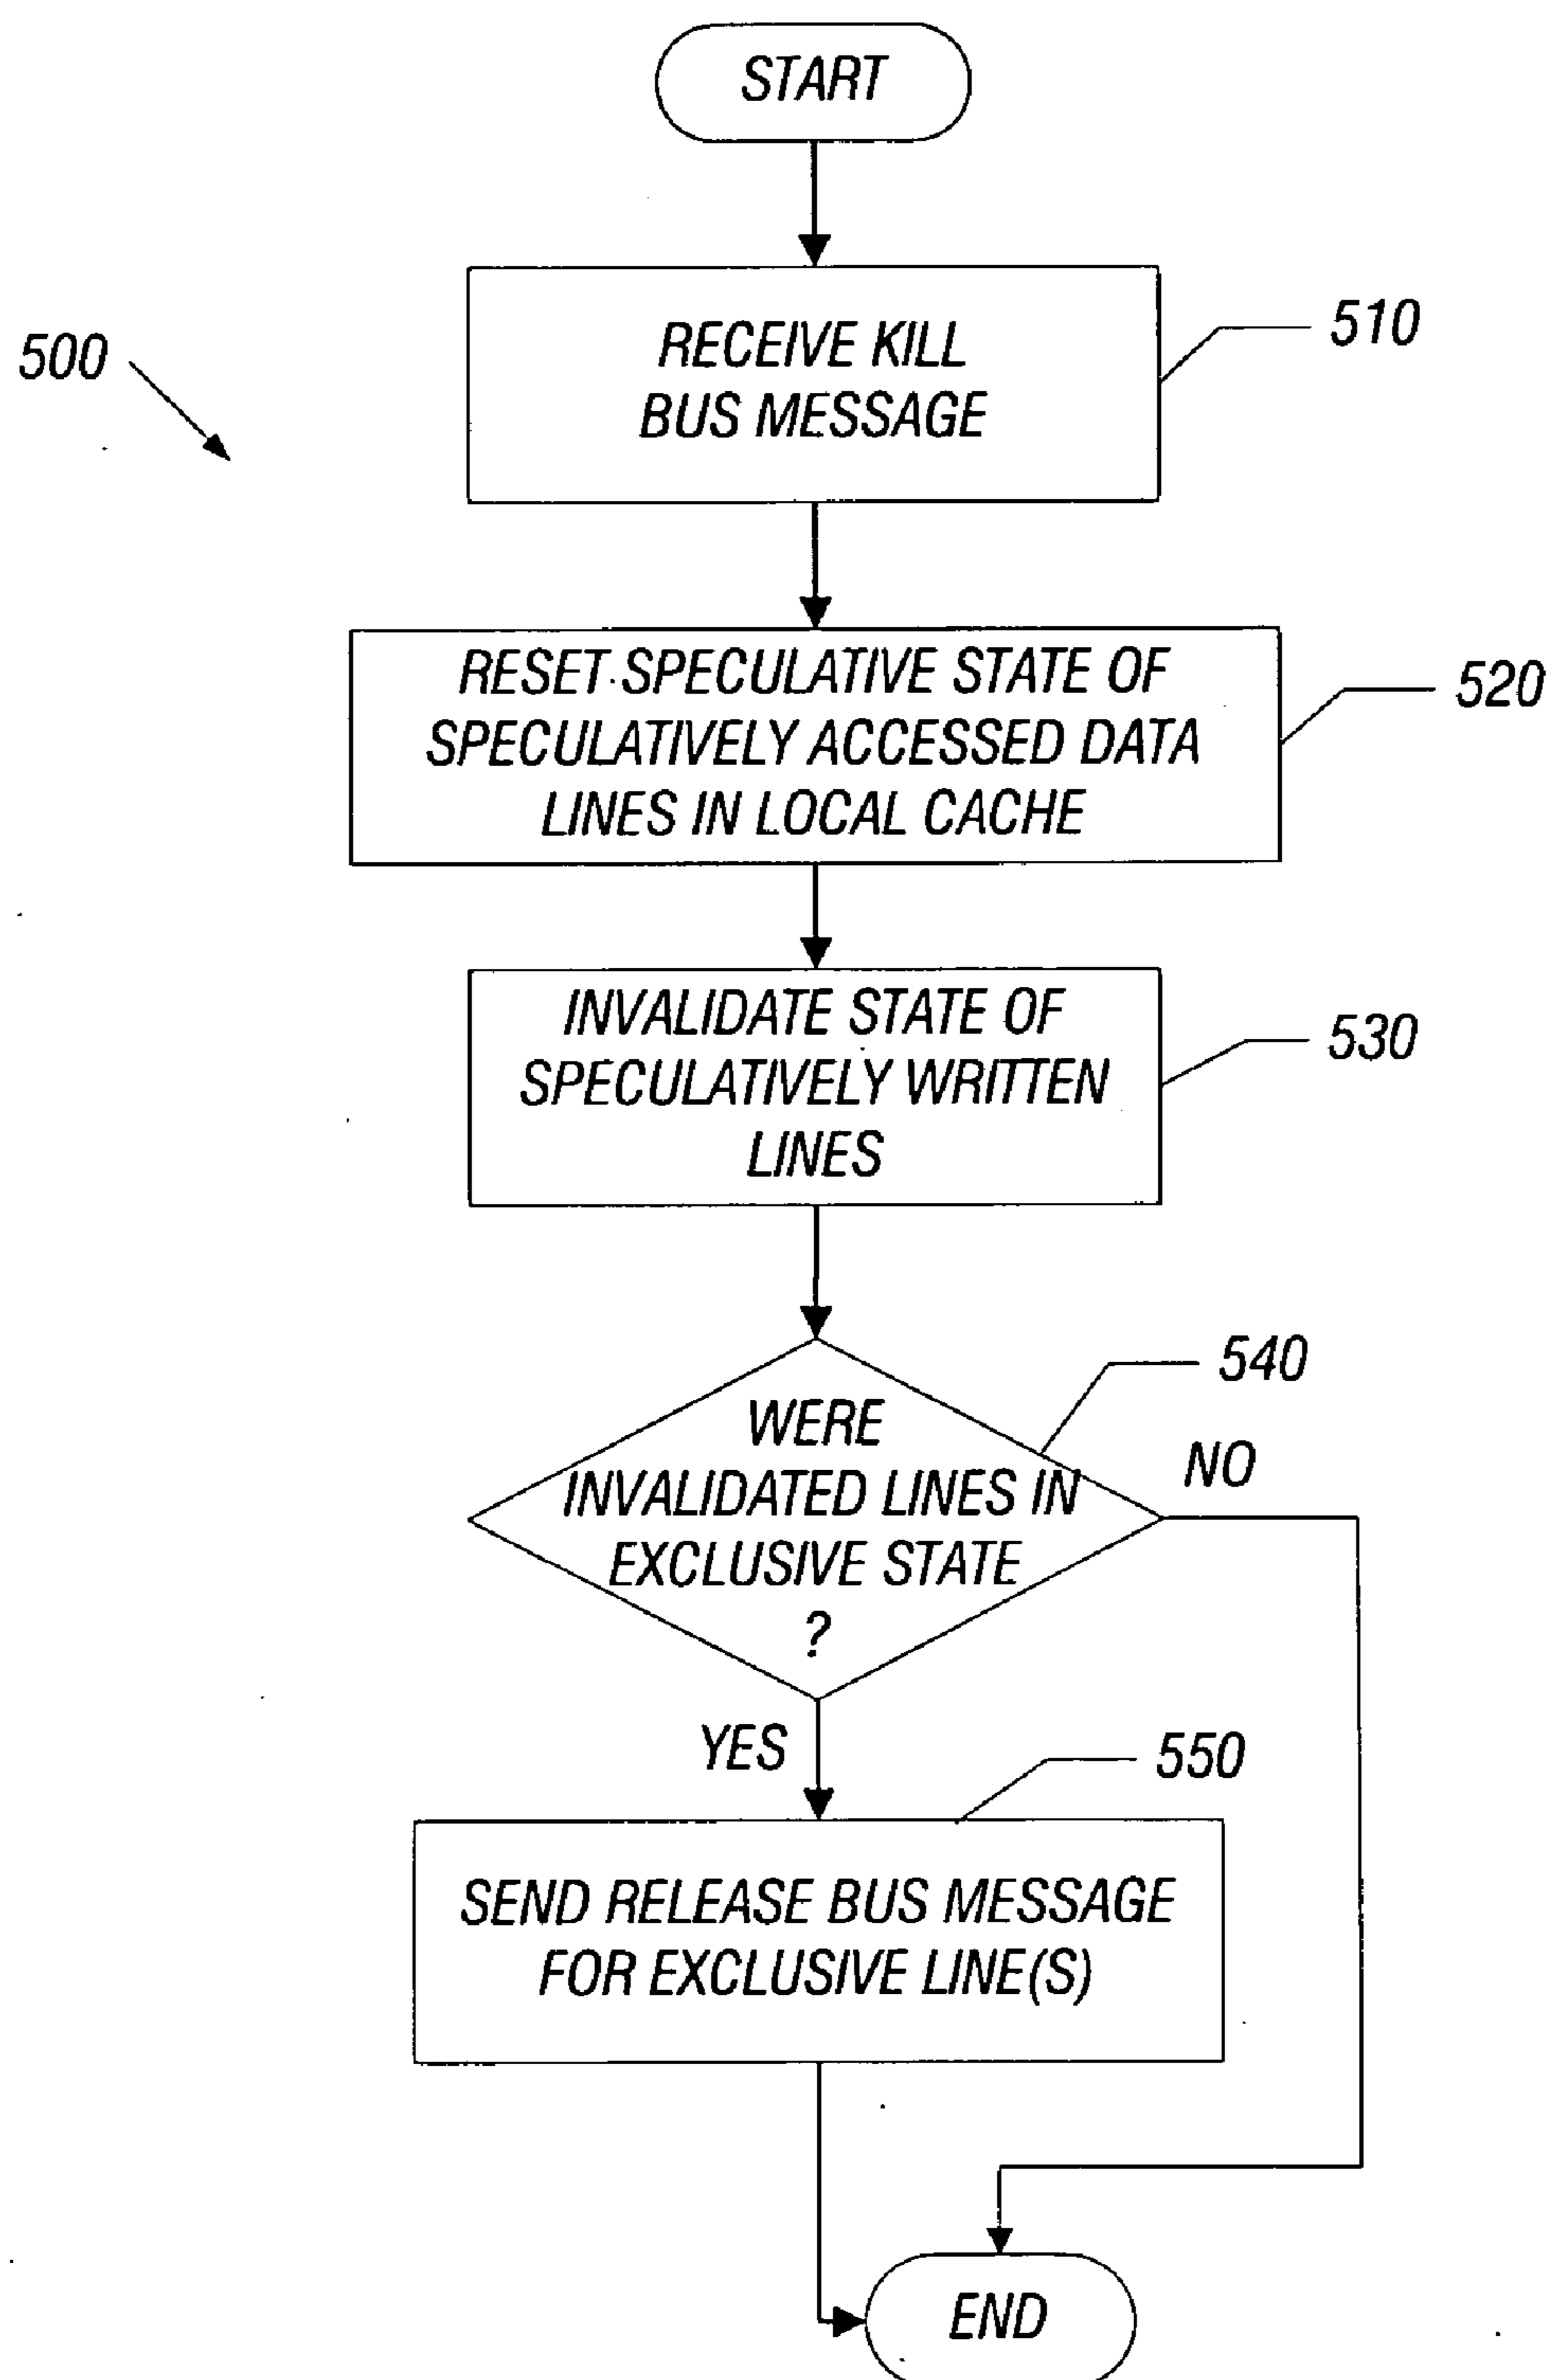 START
500
RECEIVE KILL
BUS MESSAGE
510
RESET SPECULATIVE STATE OF
SPECULATIVELY ACCESSED DATA
LINES IN LOCAL CACHE
520
INVALIDATE STATE OF
SPECULATIVELY WRITTEN
LINES
530
540
WERE
INVALIDATED LINES IN
EXCLUSIVE STATE
?
NO
YES
550
SEND RELEASE BUS MESSAGE
FOR EXCLUSIVE LINE(S)
END